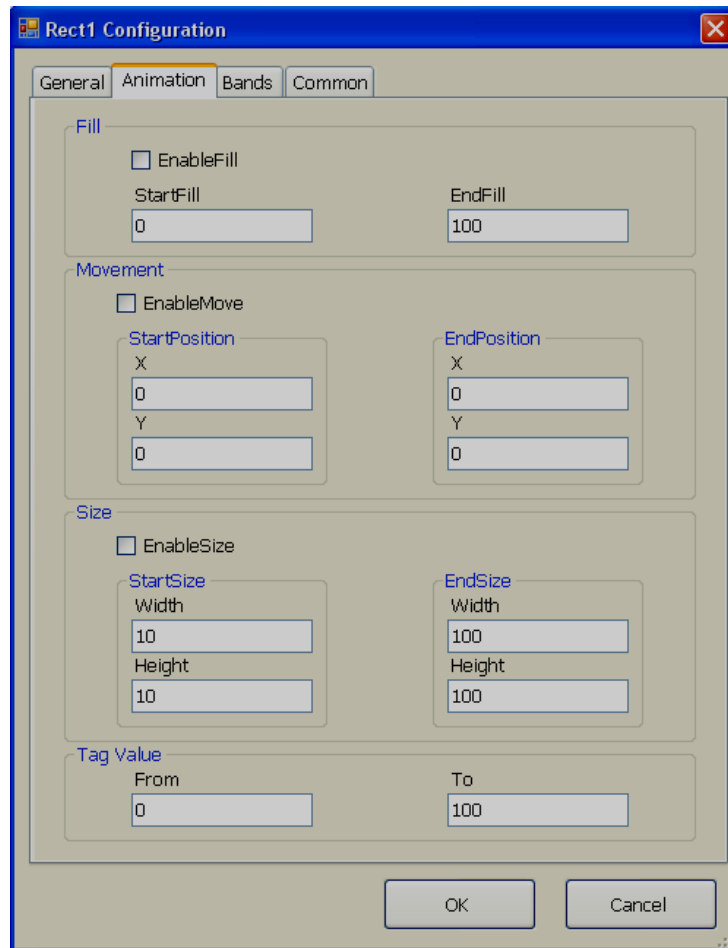 Rect1 Configuration
General Animation Bands Common
Fill
EnableFill
StartFill EndFill
0 100
Movement
EnableMove
StartPosition EndPosition
X X
0 0
Y Y
0 0
Size
EnableSize
StartSize EndSize
Width Width
10 100
Height Height
10 100
Tag Value
From To
0 100
OK Cancel